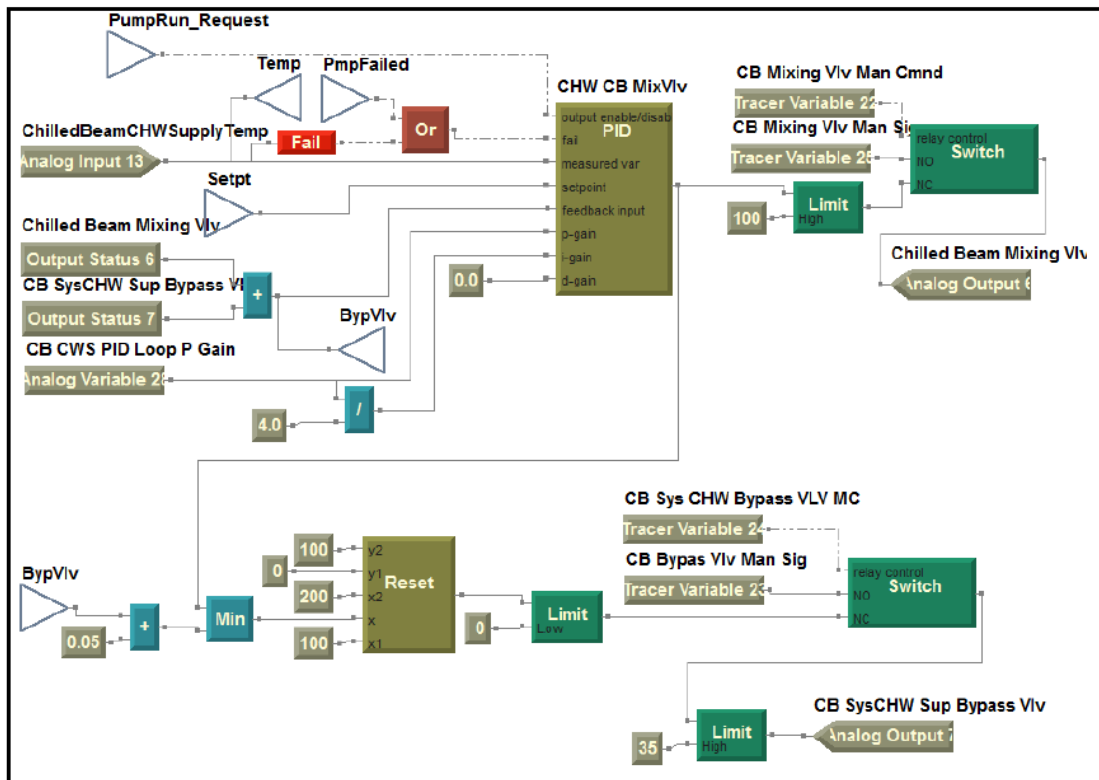 PumpRun_Request
Temp
PmpFailed
CHW CB MixVlv
CB Mixing Vlv Man Cmnd
Tracer Variable 22
output enable/disab
PID
ChilledBeamCHWSupplyTemp
Fail
Or
fail
CB Mixing Vlv Man Sig
relay control
Analog Input 13
measured var
Tracer Variable 25
NO
Switch
Setpt
setpoint
NC
Chilled Beam Mixing Vlv
feedback input
100
Limit
High
Output Status 6
p-gain
Chilled Beam Mixing Vlv
CB SysCHW Sup Bypass
+
i-gain
0.0
d-gain
Analog Output 6
Output Status 7
BypVlv
CB CWS PID Loop P Gain
Analog Variable 28
/
4.0
CB Sys CHW Bypass VLV MC
Tracer Variable 24
100
y2
CB Bypas Vlv Man Sig
BypVlv
0
y1
Reset
relay control
200
x2
Tracer Variable 23
NO
Switch
0.05
+
Min
x
0
Limit
Low
NC
100
x1
CB SysCHW Sup Bypass Vlv
35
Limit
High
Analog Output 7